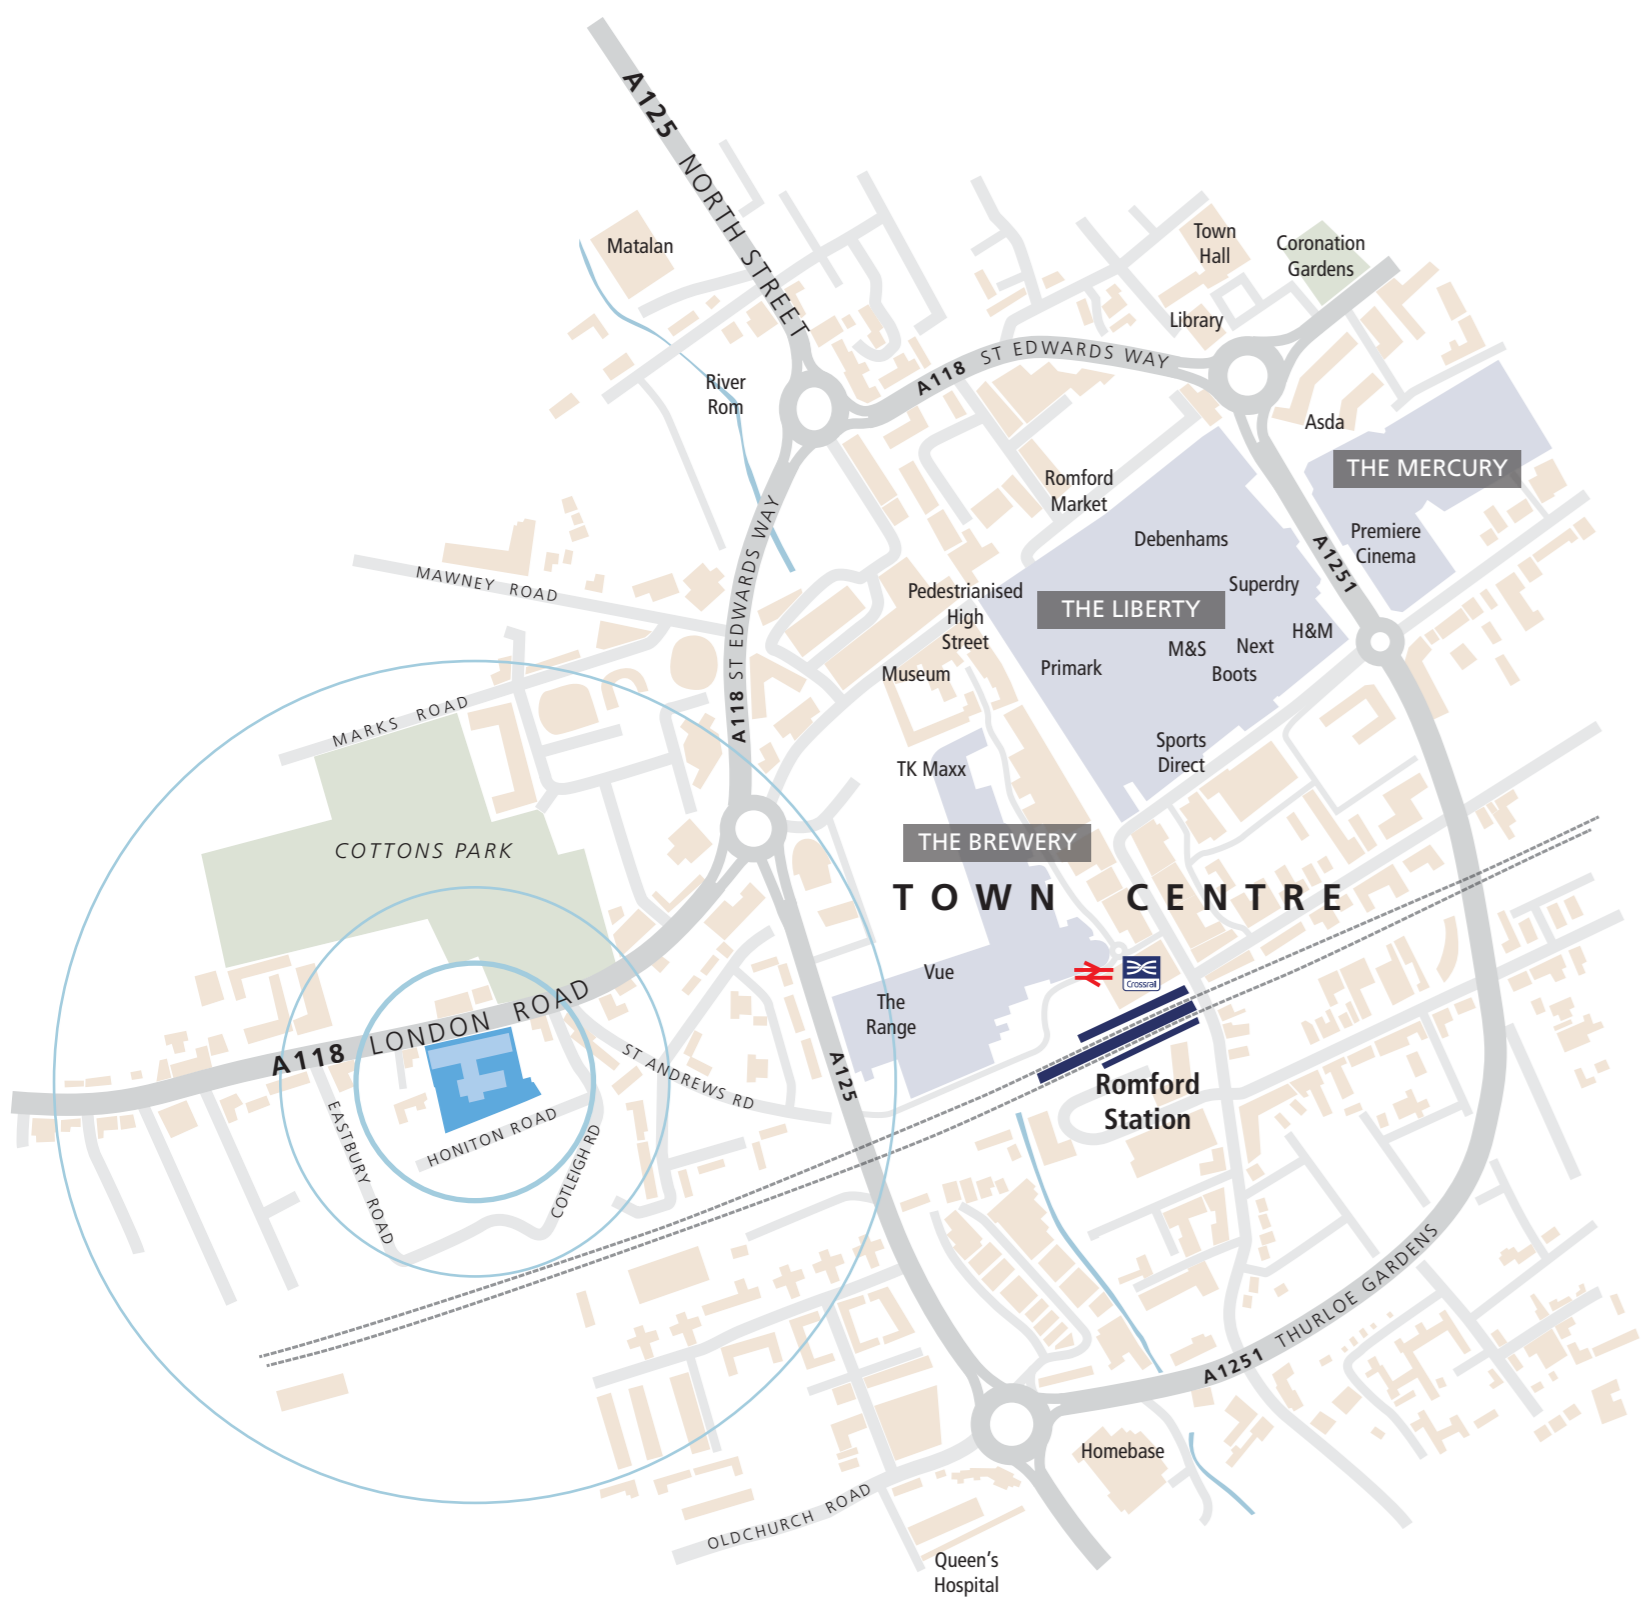 A125 NORTH STREET
Matalan
Town
Hall
Coronation
Gardens
Library
A118 ST EDWARDS WAY
River
Rom
Asda
THE MERCURY
Romford
Market
Debenhams
Premiere
Cinema
A1251
MAWNEY ROAD
A118 ST EDWARDS WAY
Pedestrianised
High
Street
Superdry
THE LIBERTY
H&M
M&S
Next
Primark
Boots
Museum
MARKS ROAD
Sports
Direct
TK Maxx
COTTONS PARK
THE BREWERY
TOWN CENTRE
Vue
Crossrail
The
Range
A118 LONDON ROAD
ST ANDREWS RD
A125
Romford
Station
EASTBURY ROAD
HONITON ROAD
COTLEIGH RD
A1251 THURLOE GARDENS
Homebase
OLDCHURCH ROAD
Queen's
Hospital